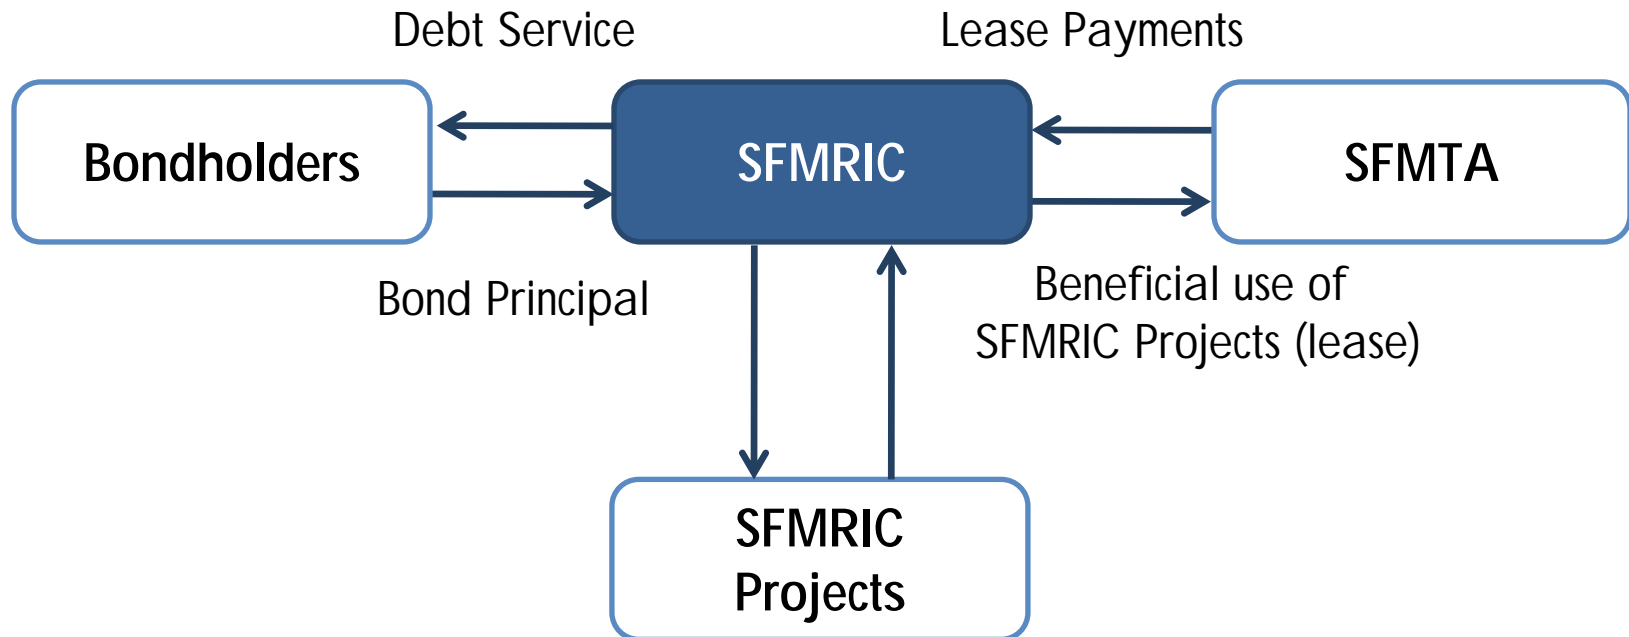 Debt Service
Lease Payments
Bondholders
SFMRIC
SFMTA
Bond Principal
Beneficial use of
SFMRIC Projects (lease)
SFMRIC
Projects